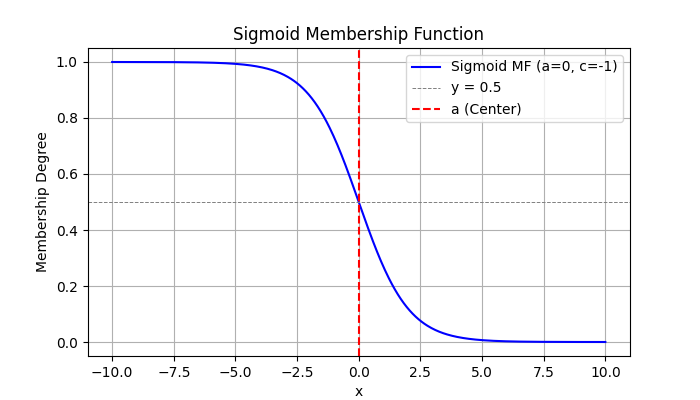 Sigmoid Membership Function
Sigmoid MF (a=0, c=-1)
y = 0.5
a (Center)
Membership Degree
1.0
0.8
0.6
0.4
0.2
0.0
−10.0 −7.5 −5.0 −2.5 0.0 2.5 5.0 7.5 10.0
x